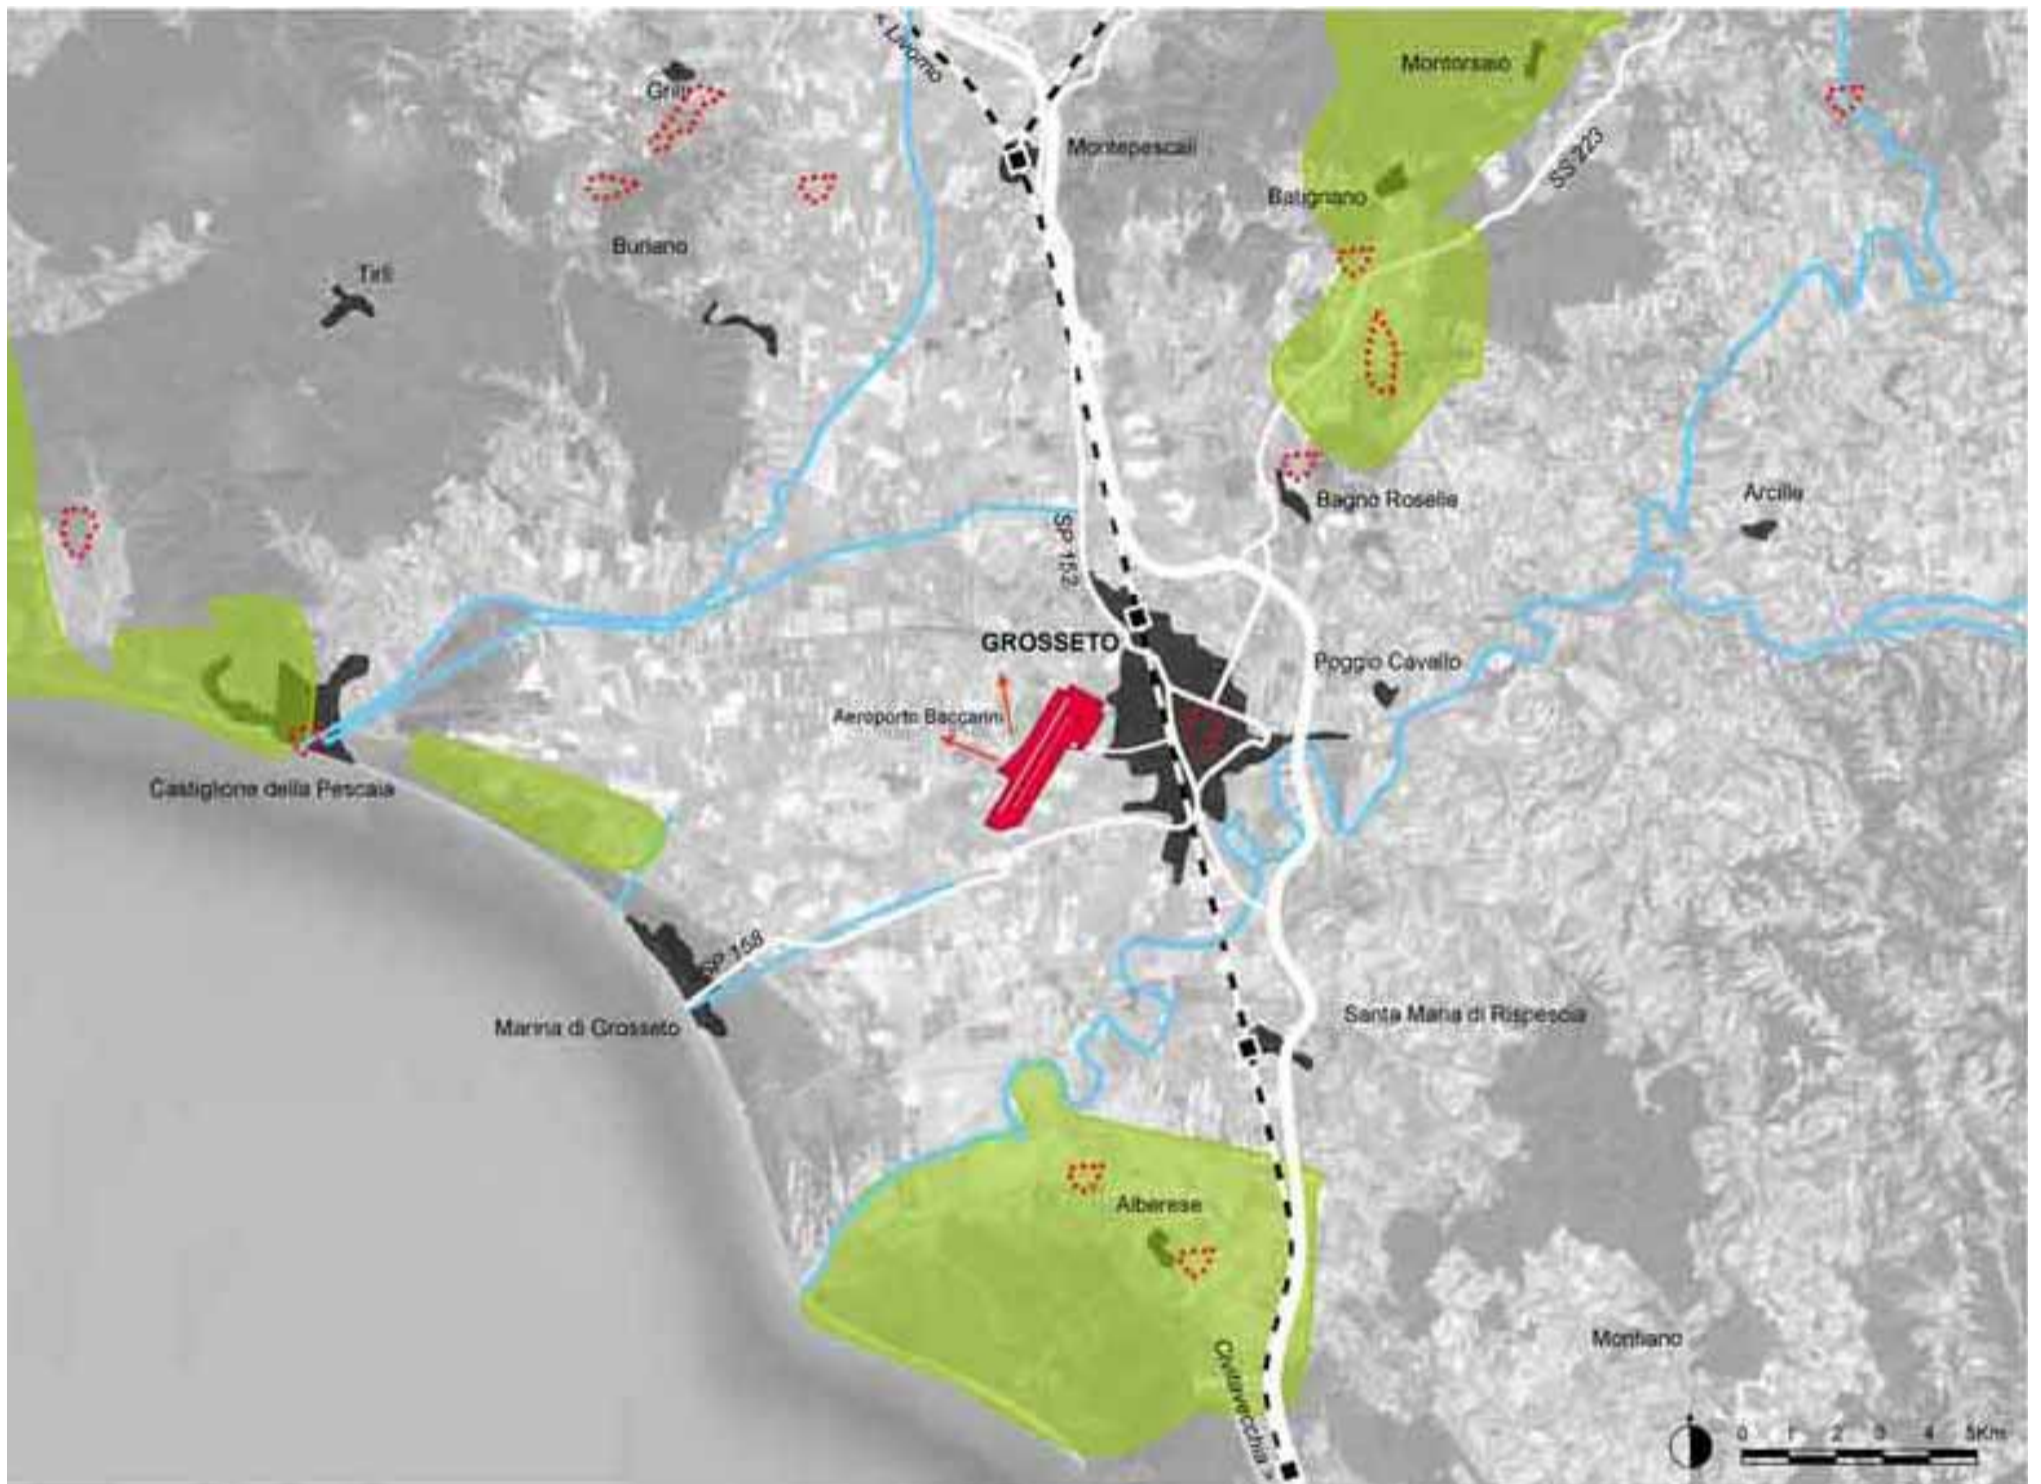 < Livorno
Montorsaio
Grilli
Montepescali
SS 223
Batignano
Buriano
Tirli
Bagno Roselle
Arcille
SP 152
GROSSETO
Poggio Cavallo
Aeroporto Baccarini
Castiglione della Pescaia
SP 158
Marina di Grosseto
Santa Maria di Rispescia
Alberese
Montiano
Civitavecchia >
0 1 2 3 4 5Km